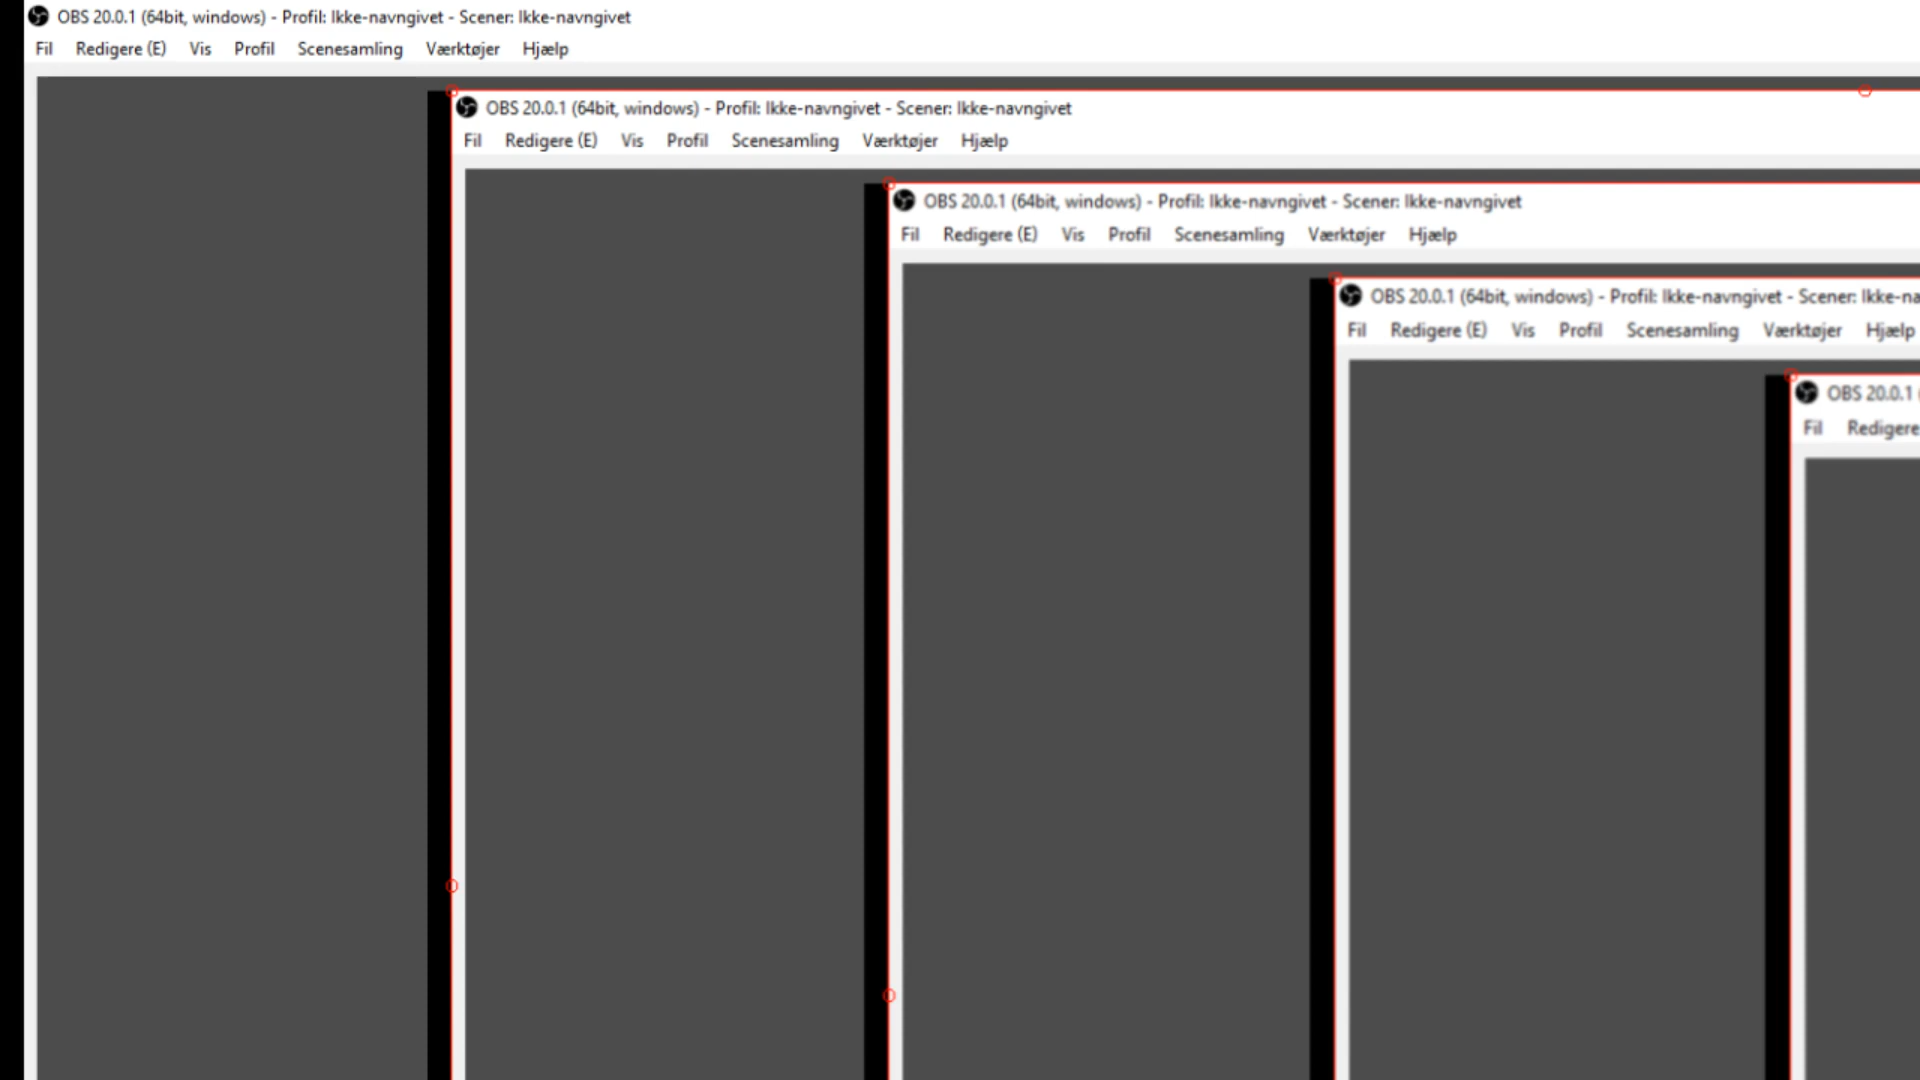 OBS 20.0.1 (64bit, windows) - Profil: Ikke-navngivet - Scener: Ikke-navngivet
Fil Redigere (E) Vis Profil Scenesamling Værktøjer Hjælp
OBS 20.0.1 (64bit, windows) - Profil: Ikke-navngivet - Scener: Ikke-navngivet
Fil Redigere (E) Vis Profil Scenesamling Værktøjer Hjælp
OBS 20.0.1 (64bit, windows) - Profil: Ikke-navngivet - Scener: Ikke-navngivet
Fil Redigere (E) Vis Profil Scenesamling Værktøjer Hjælp
OBS 20.0.1 (64bit, windows) - Profil: Ikke-navngivet - Scener: Ikke-na
Fil Redigere (E) Vis Profil Scenesamling Værktøjer Hjælp
OBS 20.0.1 (
Fil Redigere